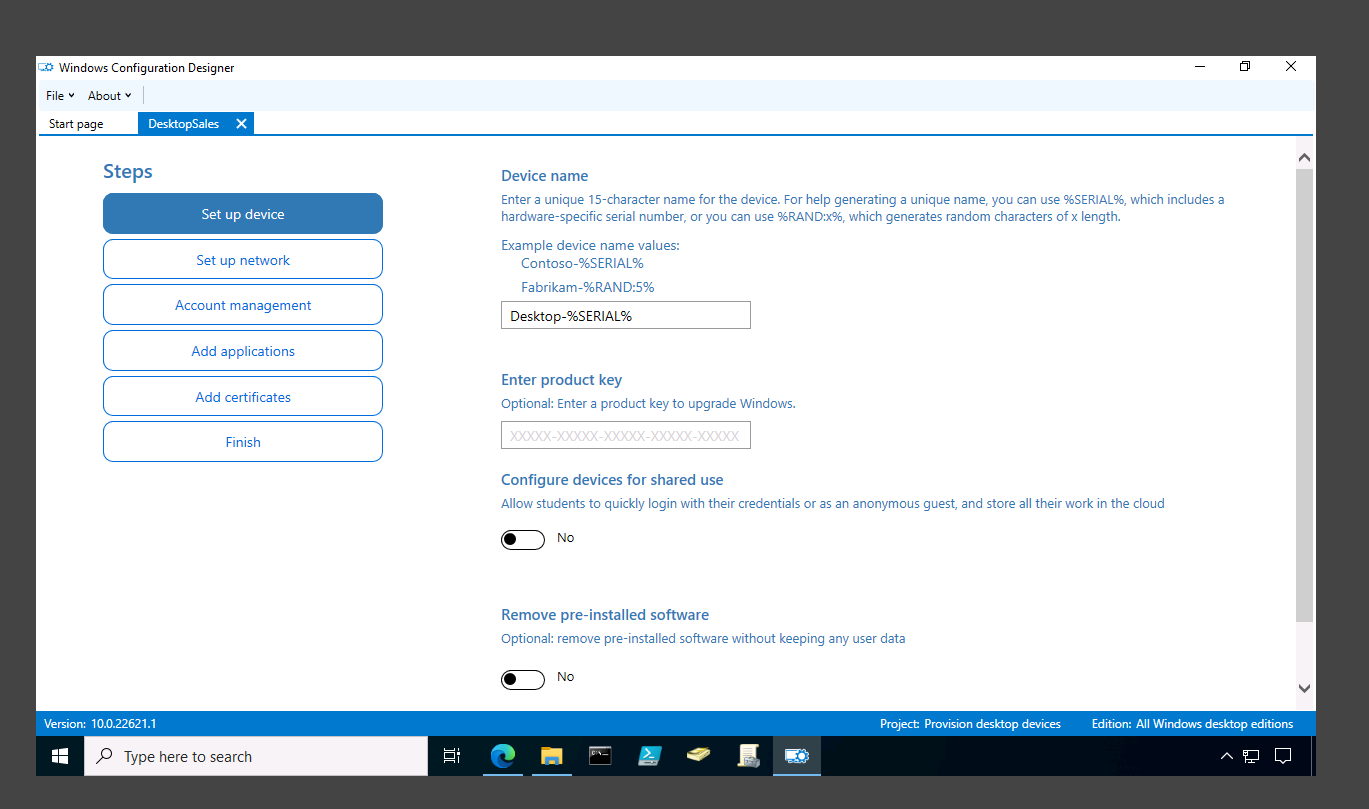 Windows Configuration Designer
File About
Start page DesktopSales
Steps
Set up device
Set up network
Account management
Add applications
Add certificates
Finish
Device name
Enter a unique 15-character name for the device. For help generating a unique name, you can use %SERIAL%, which includes a
hardware-specific serial number, or you can use %RAND:x%, which generates random characters of x length.
Example device name values:
Contoso-%SERIAL%
Fabrikam-%RAND:5%
Desktop-%SERIAL%
Enter product key
Optional: Enter a product key to upgrade Windows.
XXXXX-XXXXX-XXXXX-XXXXX-XXXXX
Configure devices for shared use
Allow students to quickly login with their credentials or as an anonymous guest, and store all their work in the cloud
No
Remove pre-installed software
Optional: remove pre-installed software without keeping any user data
No
Version: 10.0.22621.1 Project: Provision desktop devices Edition: All Windows desktop editions
Type here to search